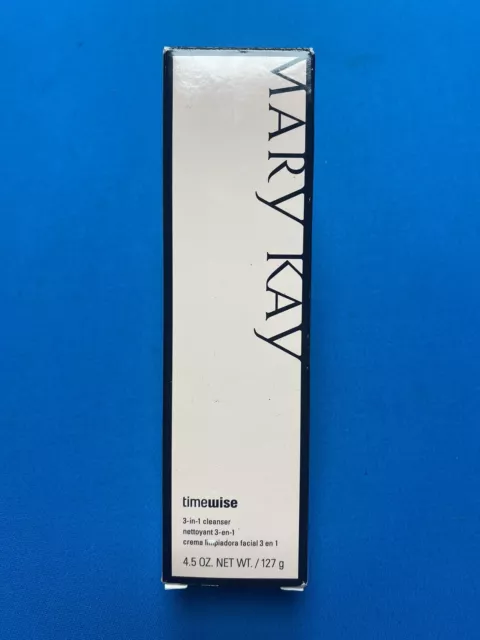 MARY KAY
timewise
3-in-1 cleanser
nettoyant 3-en-1
crema limpiadora facial 3 en 1
4.5 OZ. NET WT. / 127 g